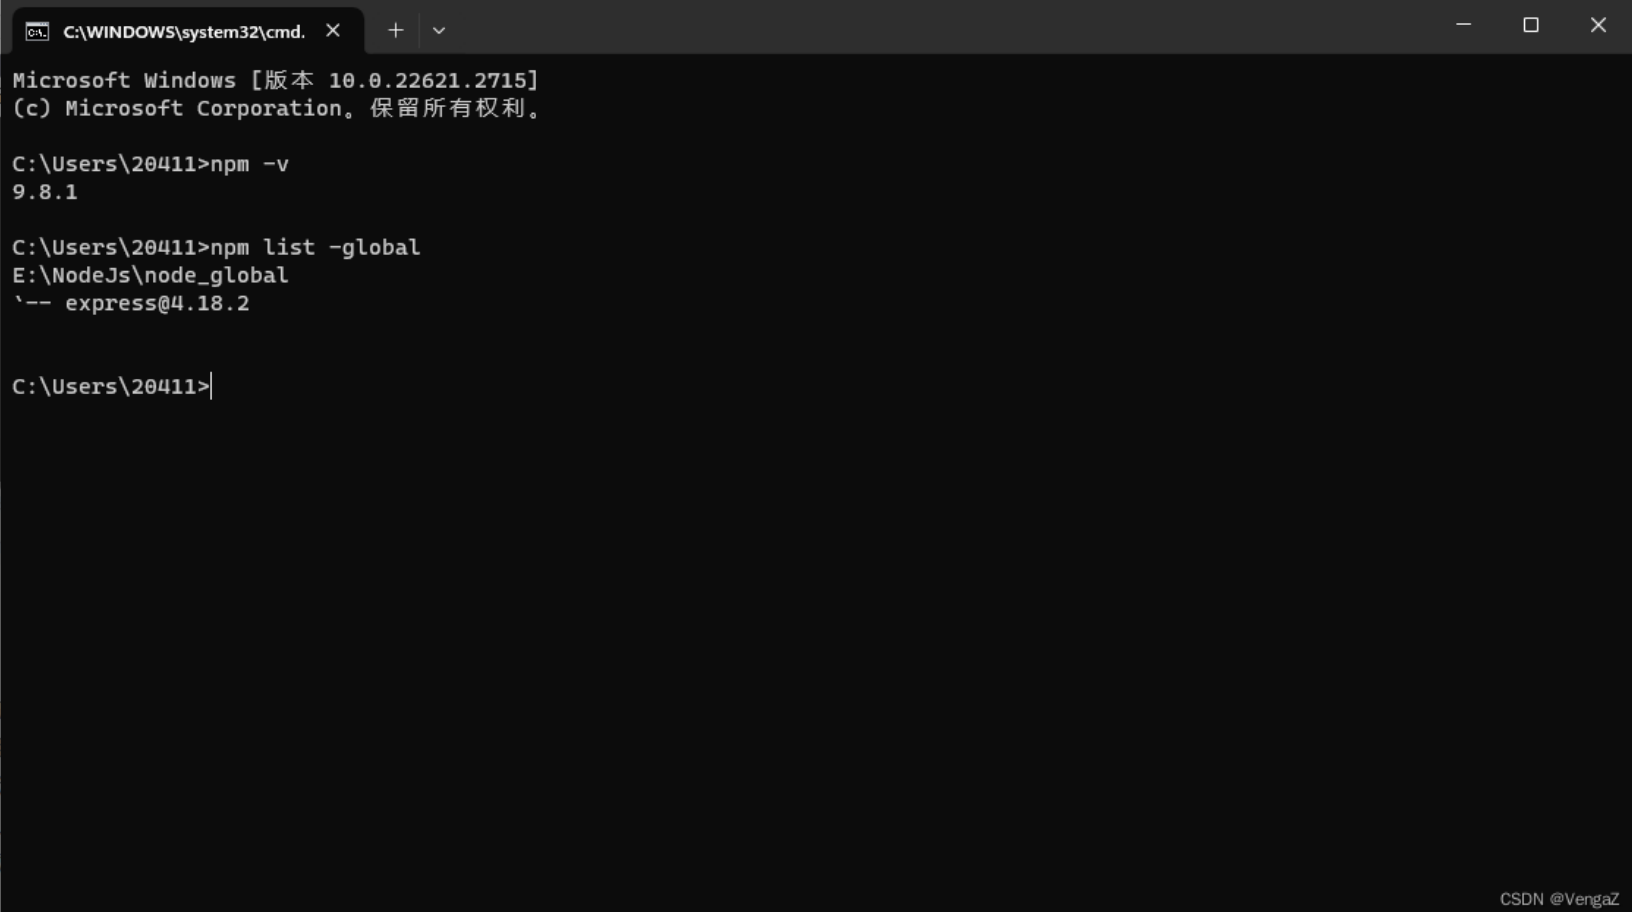 C:\WINDOWS\system32\cmd.
Microsoft Windows [版本 10.0.22621.2715]
(c) Microsoft Corporation。保留所有权利。
C:\Users\20411>npm -v
9.8.1
C:\Users\20411>npm list -global
E:\NodeJs\node_global
`-- express@4.18.2
C:\Users\20411>
CSDN @VengaZ